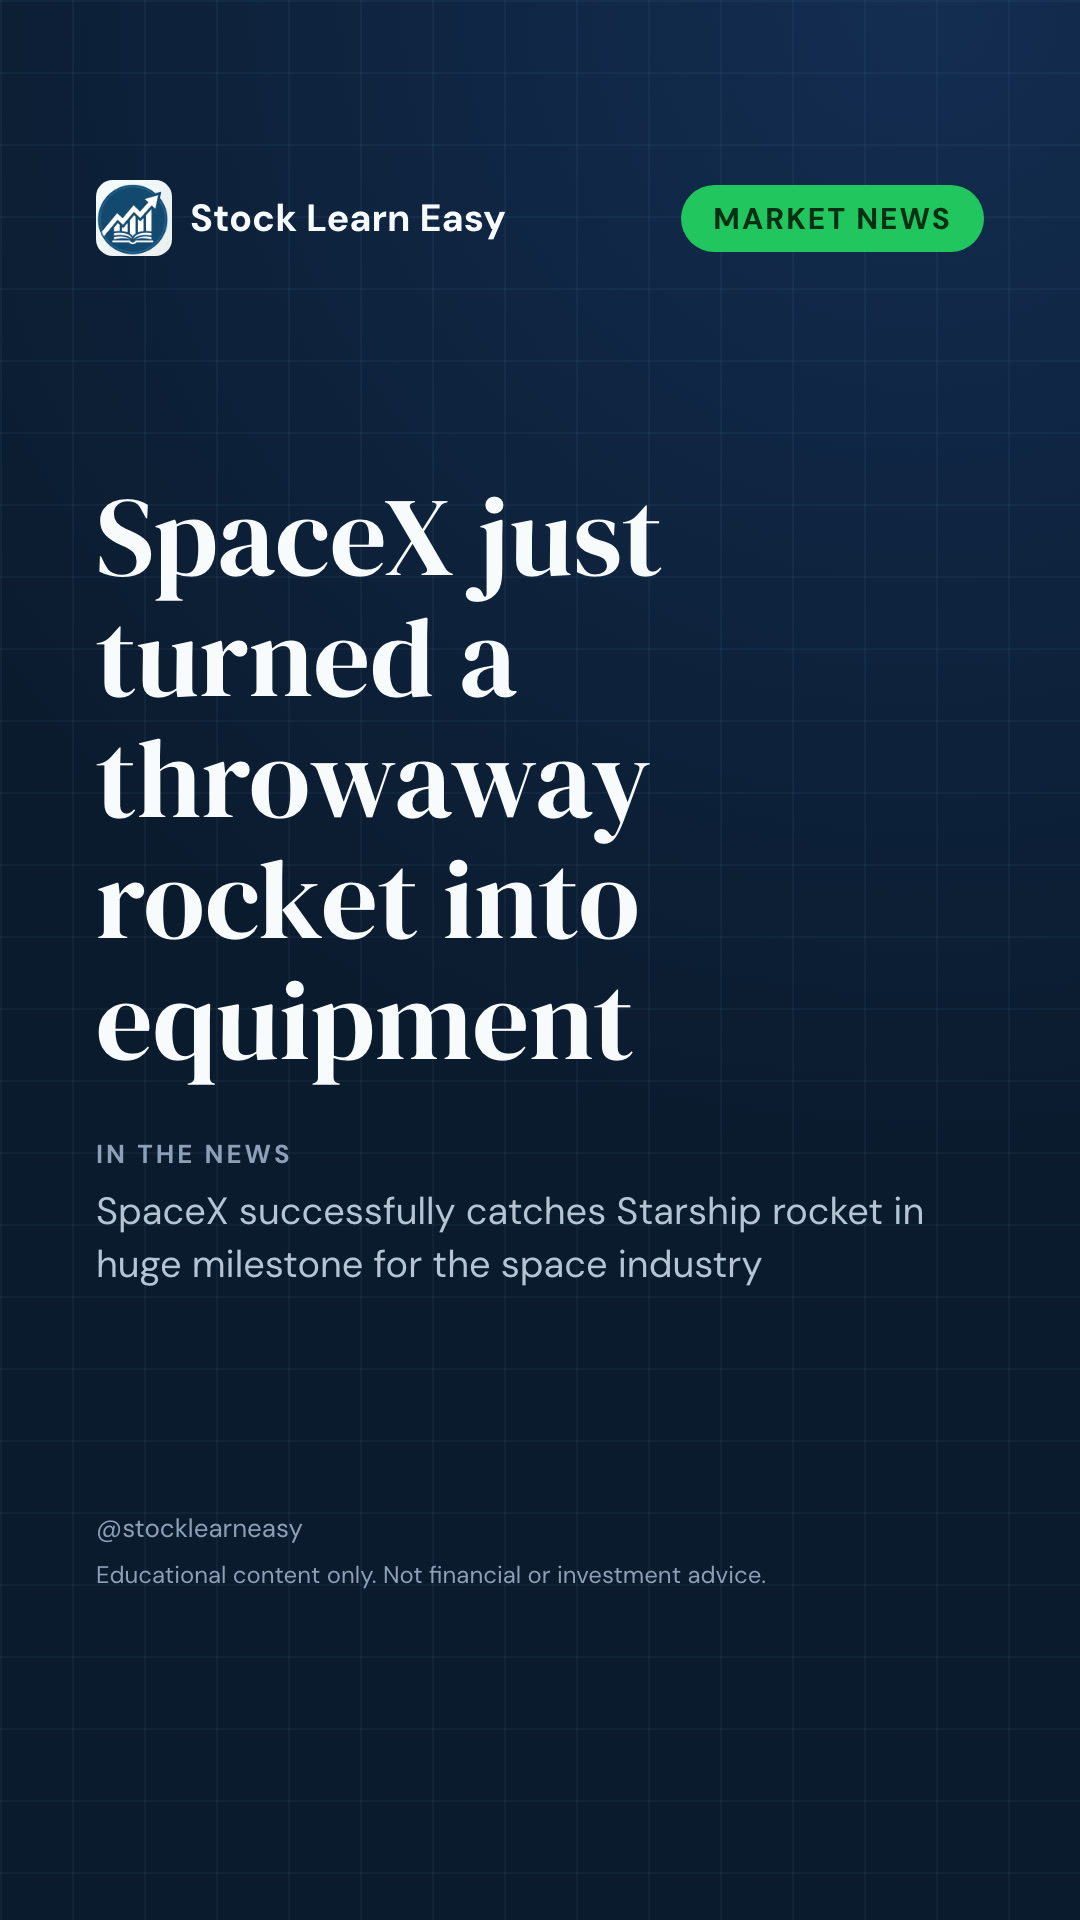 Stock Learn Easy
MARKET NEWS
SpaceX just
turned a
throwaway
rocket into
equipment
IN THE NEWS
SpaceX successfully catches Starship rocket in
huge milestone for the space industry
@stocklearneasy
Educational content only. Not financial or investment advice.